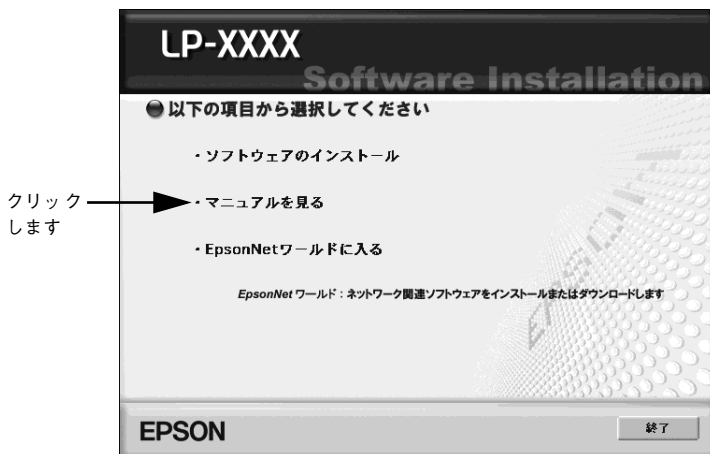 LP-XXXX
Software Installation
以下の項目から選択してください
・ソフトウェアのインストール
クリック
します
・マニュアルを見る
・EpsonNetワールドに入る
EpsonNet ワールド：ネットワーク関連ソフトウェアをインストールまたはダウンロードします
EPSON
EPSON
終了